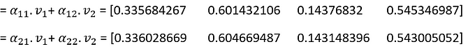 = α₁₁.v₁+ α₁₂.v₂ = [0.335684267 0.601432106 0.14376832 0.545346987]
= α₂₁.v₁+ α₂₂.v₂ = [0.336028669 0.604669487 0.143148396 0.543005052]